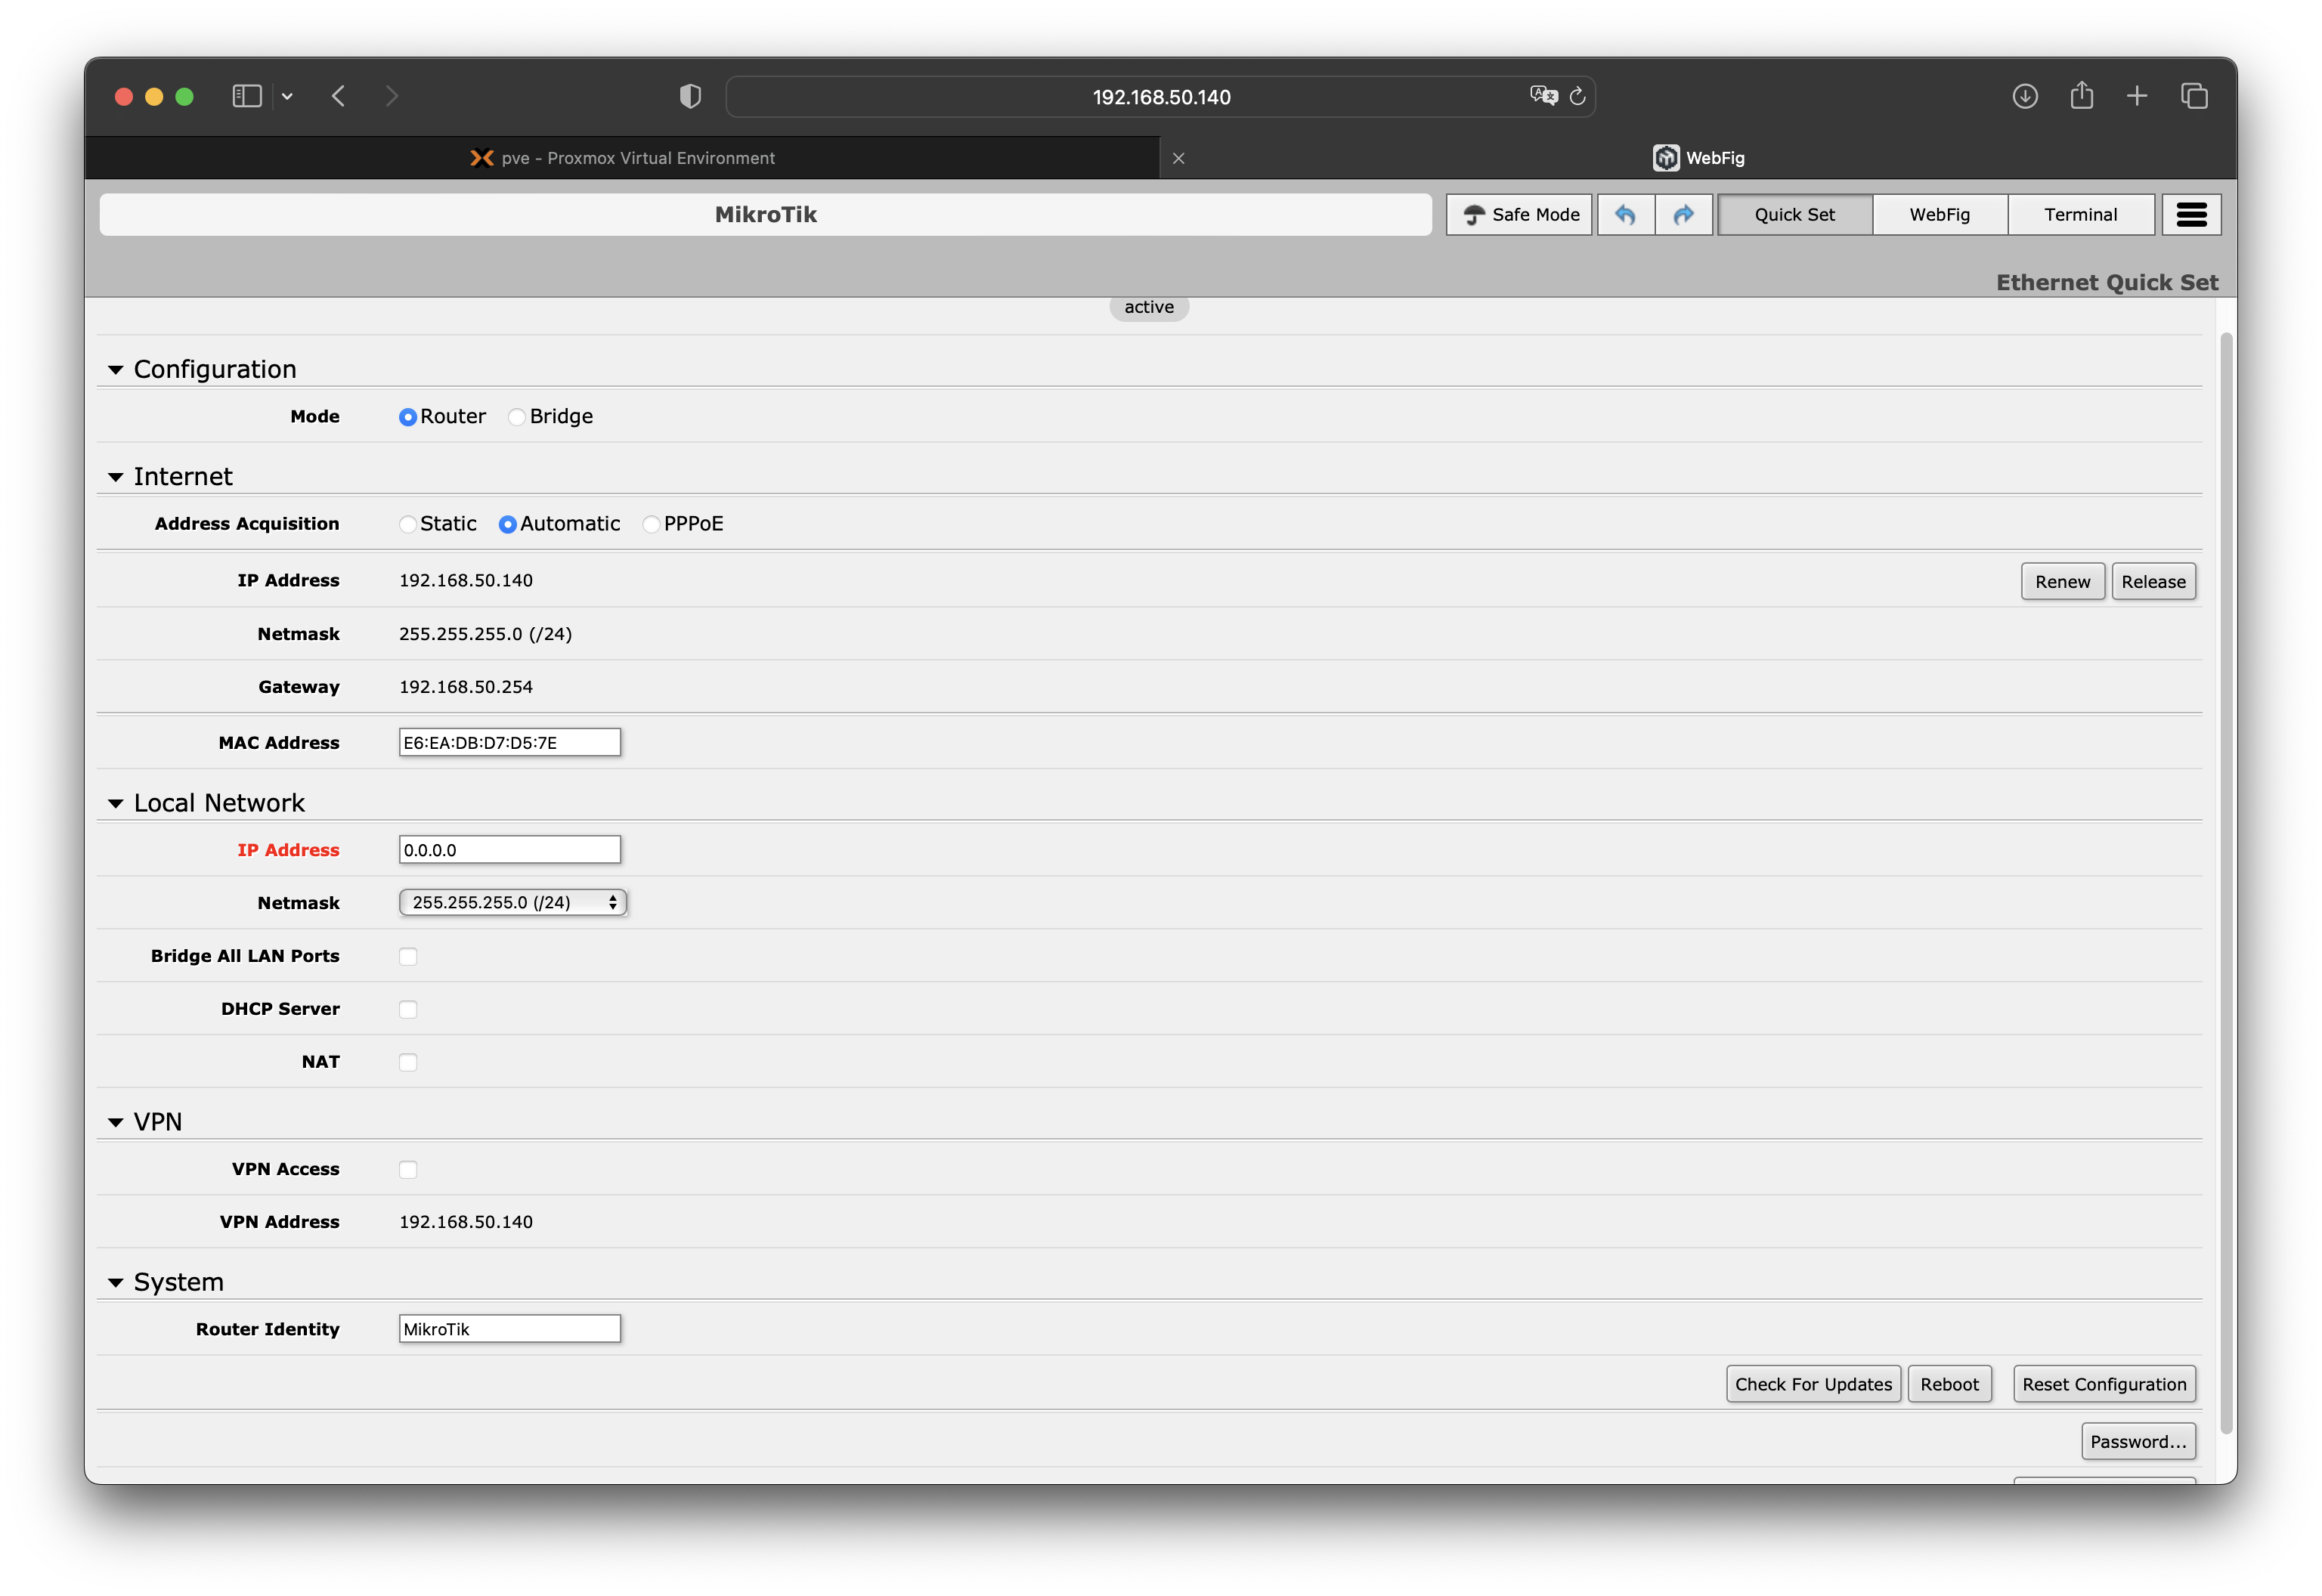 192.168.50.140
pve - Proxmox Virtual Environment
WebFig
MikroTik
Safe Mode
Quick Set
WebFig
Terminal
Ethernet Quick Set
active
Configuration
Mode Router Bridge
Internet
Address Acquisition Static Automatic PPPoE
IP Address 192.168.50.140 Renew Release
Netmask 255.255.255.0 (/24)
Gateway 192.168.50.254
MAC Address E6:EA:DB:D7:D5:7E
Local Network
IP Address 0.0.0.0
Netmask 255.255.255.0 (/24)
Bridge All LAN Ports
DHCP Server
NAT
VPN
VPN Access
VPN Address 192.168.50.140
System
Router Identity MikroTik
Check For Updates Reboot Reset Configuration
Password...